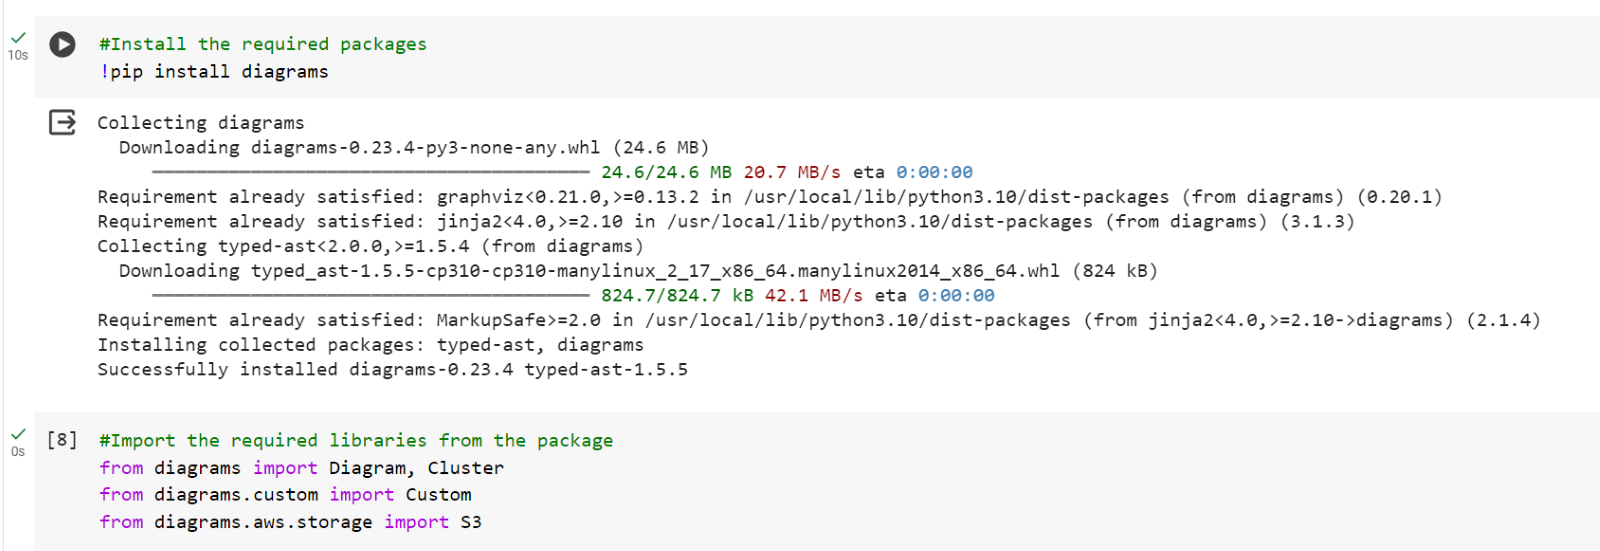 10s
#Install the required packages
!pip install diagrams
Collecting diagrams
Downloading diagrams-0.23.4-py3-none-any.whl (24.6 MB)
24.6/24.6 MB 20.7 MB/s eta 0:00:00
Requirement already satisfied: graphviz<0.21.0,>=0.13.2 in /usr/local/lib/python3.10/dist-packages (from diagrams) (0.20.1)
Requirement already satisfied: jinja2<4.0,>=2.10 in /usr/local/lib/python3.10/dist-packages (from diagrams) (3.1.3)
Collecting typed-ast<2.0.0,>=1.5.4 (from diagrams)
Downloading typed_ast-1.5.5-cp310-cp310-manylinux_2_17_x86_64.manylinux2014_x86_64.whl (824 kB)
824.7/824.7 kB 42.1 MB/s eta 0:00:00
Requirement already satisfied: MarkupSafe>=2.0 in /usr/local/lib/python3.10/dist-packages (from jinja2<4.0,>=2.10->diagrams) (2.1.4)
Installing collected packages: typed-ast, diagrams
Successfully installed diagrams-0.23.4 typed-ast-1.5.5
0s
[8] #Import the required libraries from the package
from diagrams import Diagram, Cluster
from diagrams.custom import Custom
from diagrams.aws.storage import S3